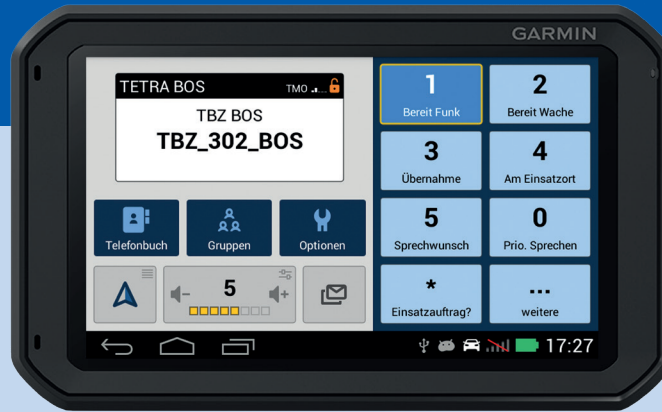 GARMIN
TETRA BOS TMO
TBZ BOS
TBZ_302_BOS
Telefonbuch Gruppen Optionen
- 5 +
1
Bereit Funk
2
Bereit Wache
3
Übernahme
4
Am Einsatzort
5
Sprechwunsch
0
Prio. Sprechen
*
Einsatzauftrag?
...
weitere
17:27